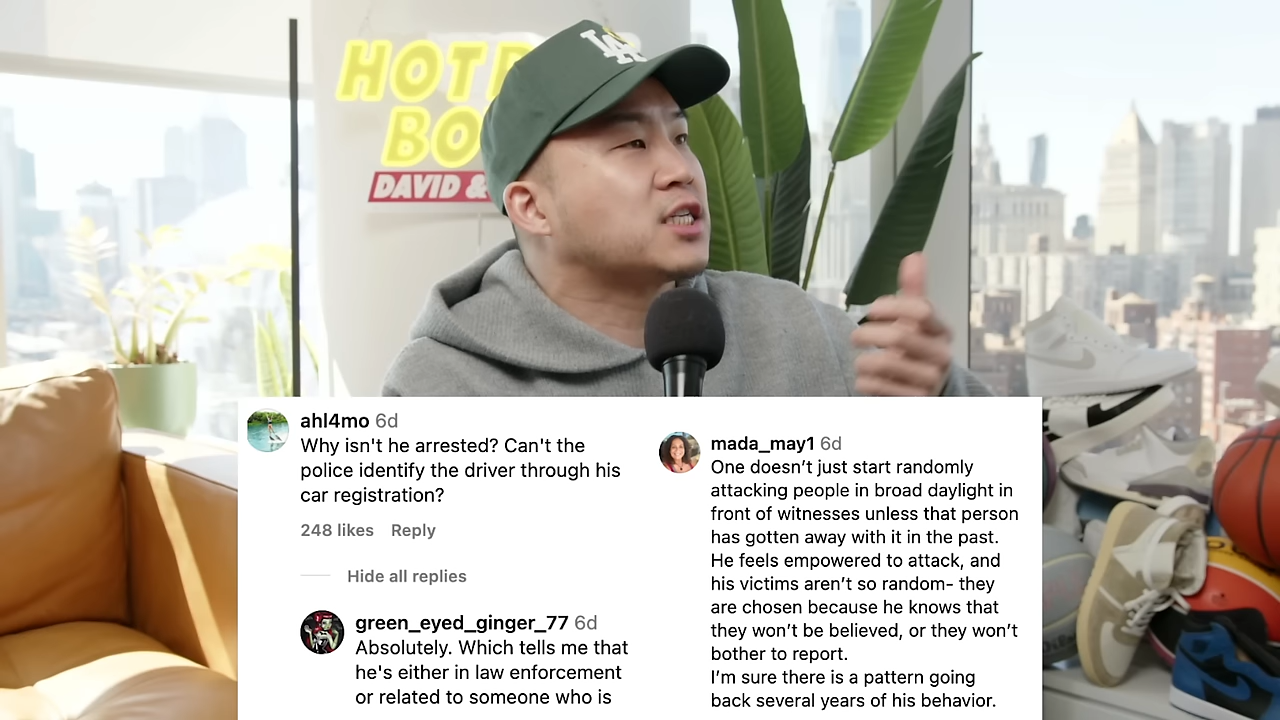 LA
HOT
BO
DAVID &
ahl4mo 6d
Why isn't he arrested? Can't the
police identify the driver through his
car registration?
248 likes Reply
Hide all replies
green_eyed_ginger_77 6d
Absolutely. Which tells me that
he's either in law enforcement
or related to someone who is
mada_may1 6d
One doesn’t just start randomly
attacking people in broad daylight in
front of witnesses unless that person
has gotten away with it in the past.
He feels empowered to attack, and
his victims aren’t so random- they
are chosen because he knows that
they won’t be believed, or they won’t
bother to report.
I’m sure there is a pattern going
back several years of his behavior.